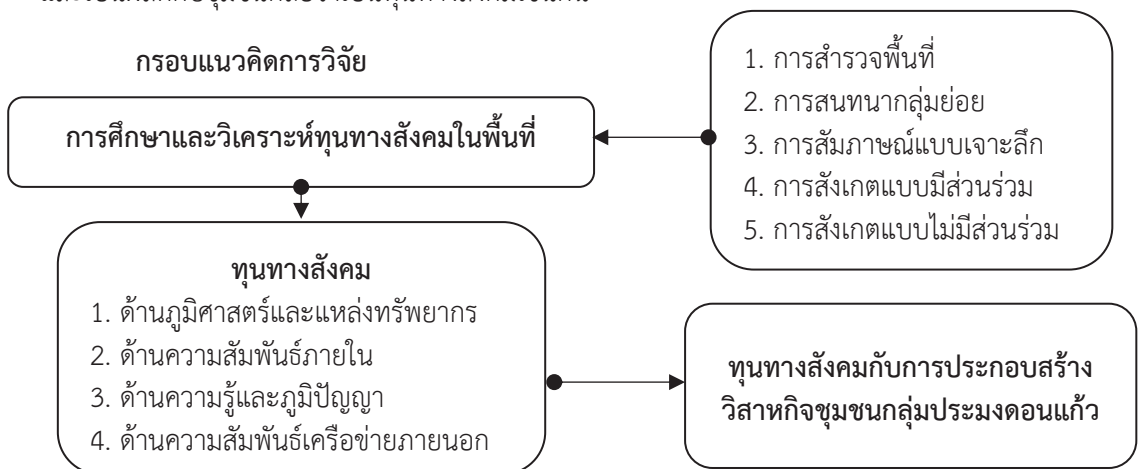 กรอบแนวคิดการวิจัย
การศึกษาและวิเคราะห์ทุนทางสังคมในพื้นที่
1. การสำรวจพื้นที่
2. การสนทนากลุ่มย่อย
3. การสัมภาษณ์แบบเจาะลึก
4. การสังเกตแบบมีส่วนร่วม
5. การสังเกตแบบไม่มีส่วนร่วม
ทุนทางสังคม
1. ด้านภูมิศาสตร์และแหล่งทรัพยากร
2. ด้านความสัมพันธ์ภายใน
3. ด้านความรู้และภูมิปัญญา
4. ด้านความสัมพันธ์เครือข่ายภายนอก
ทุนทางสังคมกับการประกอบสร้าง
วิสาหกิจชุมชนกลุ่มประมงดอนแก้ว